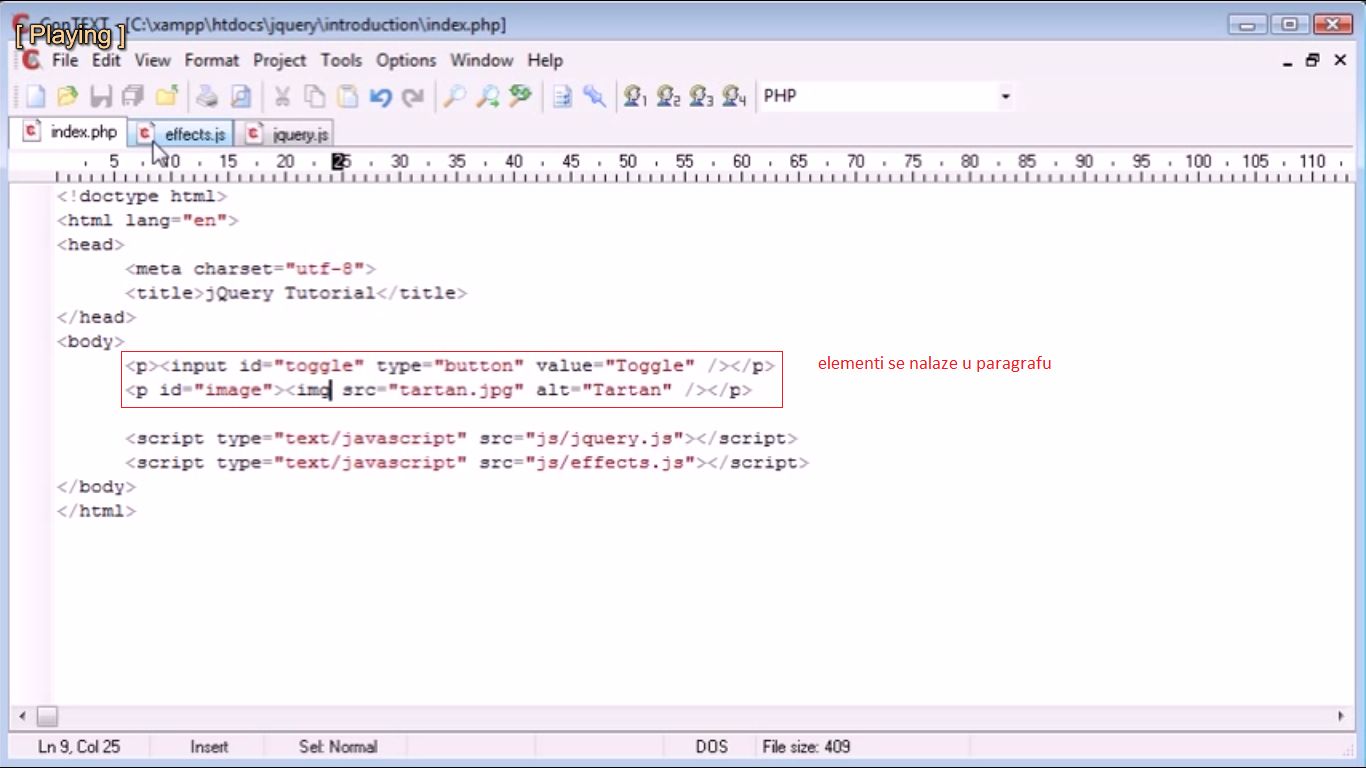 ConTEXT - [C:\xampp\htdocs\jquery\introduction\index.php]
[ Playing ]
File Edit View Format Project Tools Options Window Help
1 2 3 4 PHP
index.php effects.js jquery.js
5 10 15 20 25 30 35 40 45 50 55 60 65 70 75 80 85 90 95 100 105 110
<!doctype html>
<html lang="en">
<head>
<meta charset="utf-8">
<title>jQuery Tutorial</title>
</head>
<body>
<p><input id="toggle" type="button" value="Toggle" /></p> elementi se nalaze u paragrafu
<p id="image"><img src="tartan.jpg" alt="Tartan" /></p>
<script type="text/javascript" src="js/jquery.js"></script>
<script type="text/javascript" src="js/effects.js"></script>
</body>
</html>
Ln 9, Col 25 Insert Sel: Normal DOS File size: 409